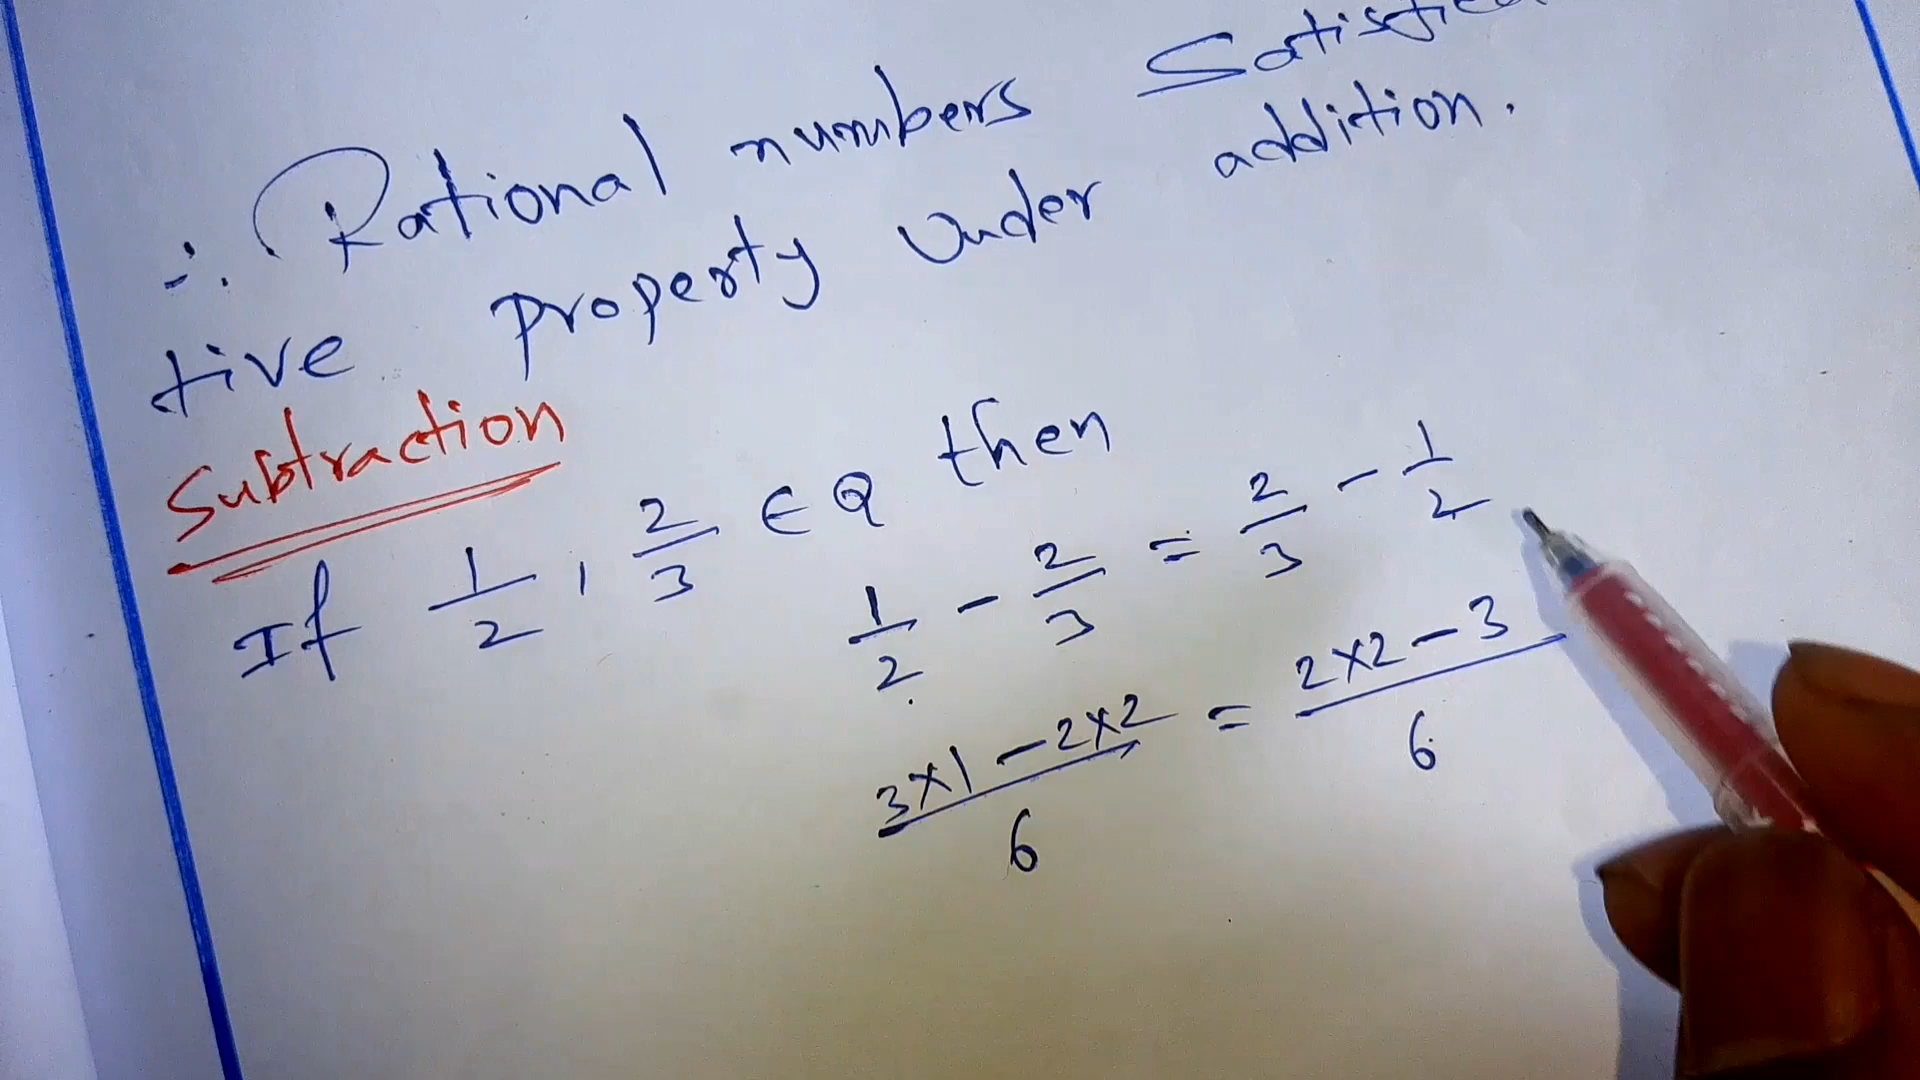 ∴ Rational numbers
tive property under addition.
Subtraction
If 1/2, 2/3 ∈ Q then
1/2 - 2/3 = 2/3 - 1/2
3×1-2×2/6 = 2×2-3/6